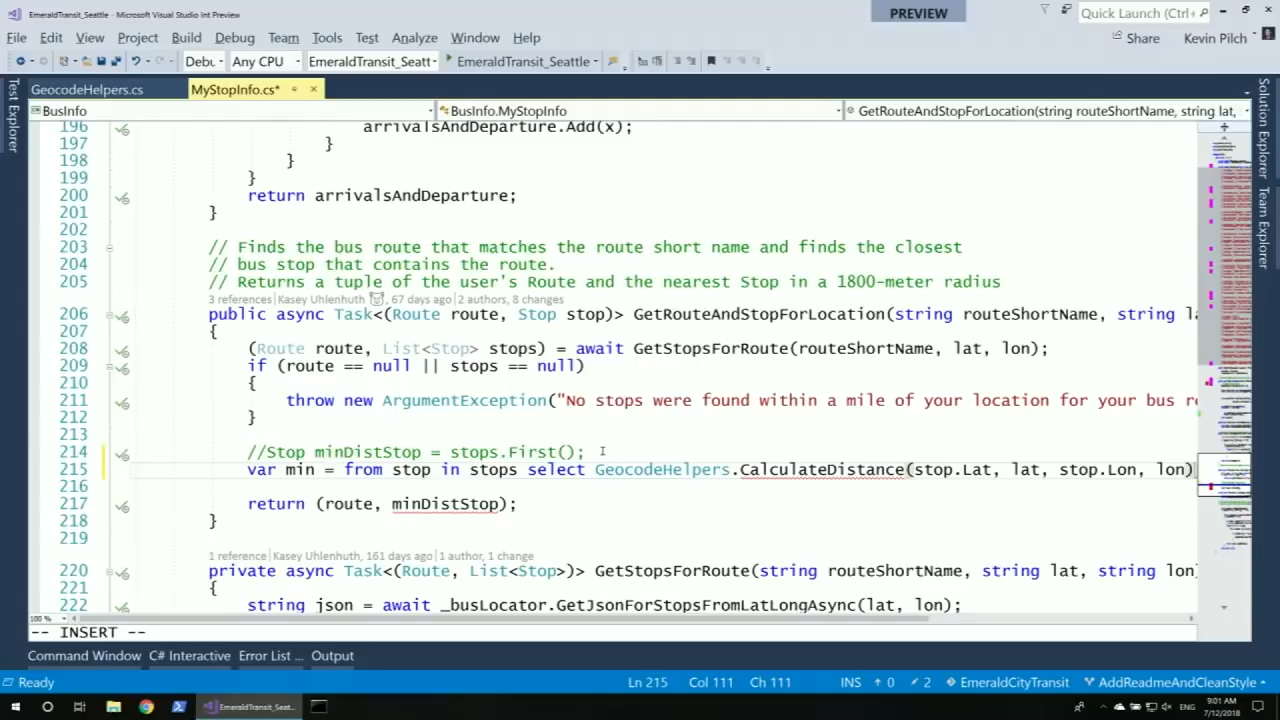 EmeraldTransit_Seattle - Microsoft Visual Studio Int Preview
PREVIEW
Quick Launch (Ctrl+
File Edit View Project Build Debug Team Tools Test Analyze Window Help
Share Kevin Pilch
Debu Any CPU EmeraldTransit_Seatt EmeraldTransit_Seattle
Test Explorer
GeocodeHelpers.cs MyStopInfo.cs*
Solution Explorer
Team Explorer
BusInfo BusInfo.MyStopInfo GetRouteAndStopForLocation(string routeShortName, string lat,
196 arrivalsAndDeparture.Add(x);
197 }
198 }
199 }
200 return arrivalsAndDeparture;
201 }
202
203 // Finds the bus route that matches the route short name and finds the closest
204 // bus stop that contains the route.
205 // Returns a tuple of the user's Route and the nearest Stop in a 1800-meter radius
3 references | Kasey Uhlenhuth, 67 days ago | 2 authors, 8 changes
206 public async Task<(Route route, Stop stop)> GetRouteAndStopForLocation(string routeShortName, string la
207 {
208 (Route route, List<Stop> stops) = await GetStopsForRoute(routeShortName, lat, lon);
209 if (route == null || stops == null)
210 {
211 throw new ArgumentException("No stops were found within a mile of your location for your bus ro
212 }
213
214 //Stop minDistStop = stops.First();
215 var min = from stop in stops select GeocodeHelpers.CalculateDistance(stop.Lat, lat, stop.Lon, lon)
216
217 return (route, minDistStop);
218 }
219
1 reference | Kasey Uhlenhuth, 161 days ago | 1 author, 1 change
220 private async Task<(Route, List<Stop>)> GetStopsForRoute(string routeShortName, string lat, string lon)
221 {
222 string json = await _busLocator.GetJsonForStopsFromLatLongAsync(lat, lon);
100 %
-- INSERT --
Command Window C# Interactive Error List ... Output
Ready Ln 215 Col 111 Ch 111 INS 0 2 EmeraldCityTransit AddReadmeAndCleanStyle
EmeraldTransit_Seat...
ENG
9:01 AM
7/12/2018